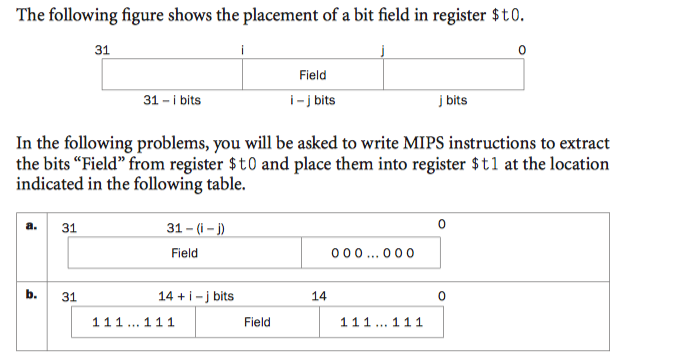 The following figure shows the placement of a bit field in register $t0.
31 i j 0
Field
31 – i bits i – j bits j bits
In the following problems, you will be asked to write MIPS instructions to extract
the bits “Field” from register $t0 and place them into register $t1 at the location
indicated in the following table.
a. 31 31 – (i – j) 0
Field 0 0 0 … 0 0 0
b. 31 14 + i – j bits 14 0
1 1 1 … 1 1 1 Field 1 1 1 … 1 1 1